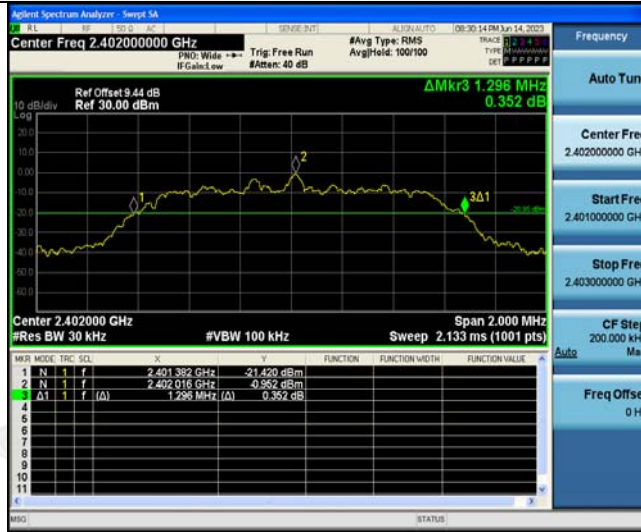 Agilent Spectrum Analyzer - Swept SA
RL RF 50 Ω AC SENSE:INT ALIGN AUTO 08:30:14 PM Jun 14, 2023
Center Freq 2.402000000 GHz
#Avg Type: RMS
TRACE 1 2 3 4 5 6
PNO: Wide
Trig: Free Run
Avg|Hold: 100/100
TYPE
IFGain:Low
#Atten: 40 dB
DET P P P P P P
Ref Offset 9.44 dB
ΔMkr3 1.296 MHz
10 dB/div Ref 30.00 dBm
0.352 dB
Log
20.0
10.0
0.00
-10.0
-20.0
-30.0
-40.0
-50.0
-60.0
1
2
3Δ1
Center 2.402000 GHz Span 2.000 MHz
#Res BW 30 kHz #VBW 100 kHz Sweep 2.133 ms (1001 pts)
MKR MODE TRC SCL X Y FUNCTION FUNCTION WIDTH FUNCTION VALUE
1 N 1 f 2.401 382 GHz -21.420 dBm
2 N 1 f 2.402 016 GHz -0.952 dBm
3 Δ1 1 f (Δ) 1.296 MHz (Δ) 0.352 dB
4
5
6
7
8
9
10
11
MSG STATUS
Frequency
Auto Tun
Center Fre
2.402000000 GH
Start Fre
2.401000000 GH
Stop Fre
2.403000000 GH
CF Ste
200.000 kH
Auto Ma
Freq Offse
0 H